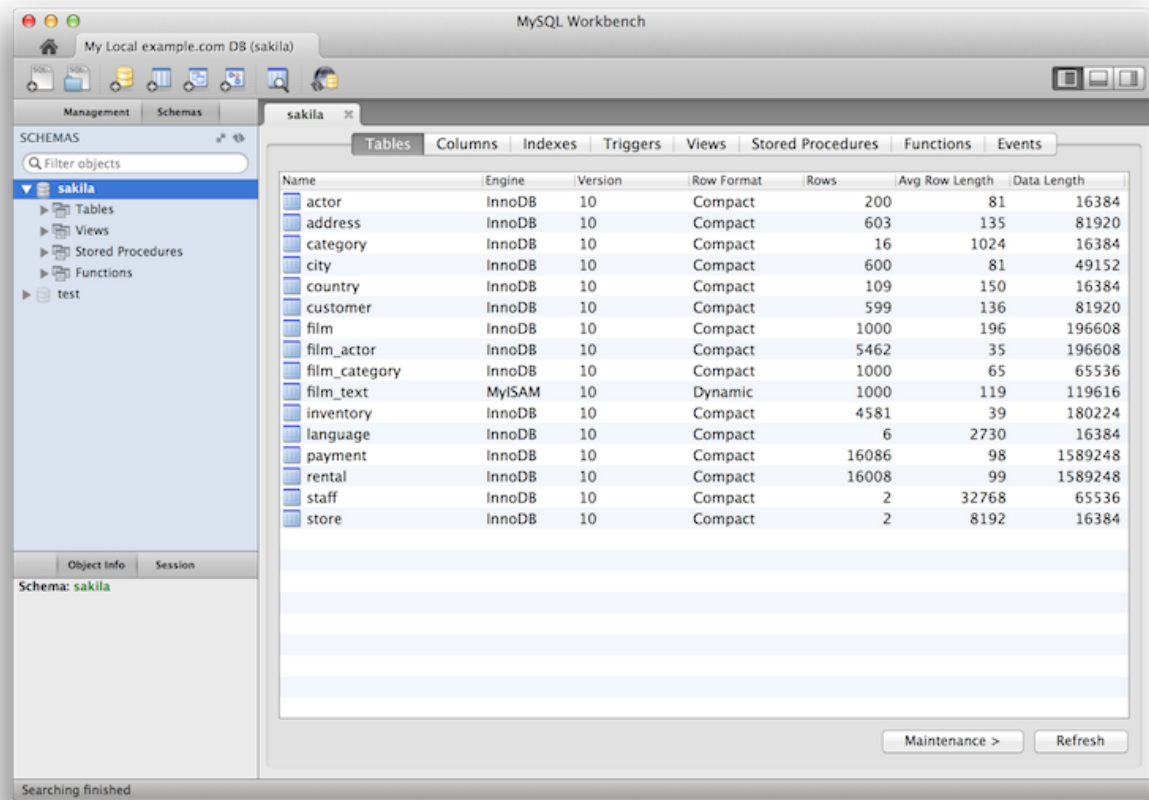 MySQL Workbench
My Local example.com DB (sakila)
Management Schemas
SCHEMAS
Filter objects
sakila
Tables
Views
Stored Procedures
Functions
test
Object Info Session
Schema: sakila
sakila
Tables Columns Indexes Triggers Views Stored Procedures Functions Events
Name Engine Version Row Format Rows Avg Row Length Data Length
actor InnoDB 10 Compact 200 81 16384
address InnoDB 10 Compact 603 135 81920
category InnoDB 10 Compact 16 1024 16384
city InnoDB 10 Compact 600 81 49152
country InnoDB 10 Compact 109 150 16384
customer InnoDB 10 Compact 599 136 81920
film InnoDB 10 Compact 1000 196 196608
film_actor InnoDB 10 Compact 5462 35 196608
film_category InnoDB 10 Compact 1000 65 65536
film_text MyISAM 10 Dynamic 1000 119 119616
inventory InnoDB 10 Compact 4581 39 180224
language InnoDB 10 Compact 6 2730 16384
payment InnoDB 10 Compact 16086 98 1589248
rental InnoDB 10 Compact 16008 99 1589248
staff InnoDB 10 Compact 2 32768 65536
store InnoDB 10 Compact 2 8192 16384
Maintenance > Refresh
Searching finished